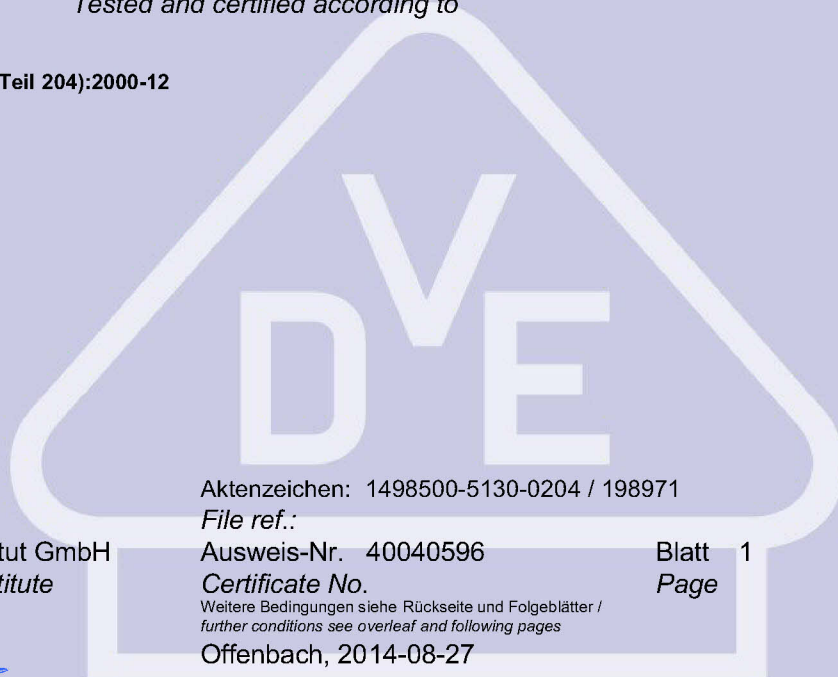 Tested and certified according to
Teil 204):2000-12
VDE
Aktenzeichen: 1498500-5130-0204 / 198971
File ref.:
tut GmbH Ausweis-Nr. 40040596 Blatt 1
titute Certificate No. Page
Weitere Bedingungen siehe Rückseite und Folgeblätter /
further conditions see overleaf and following pages
Offenbach, 2014-08-27